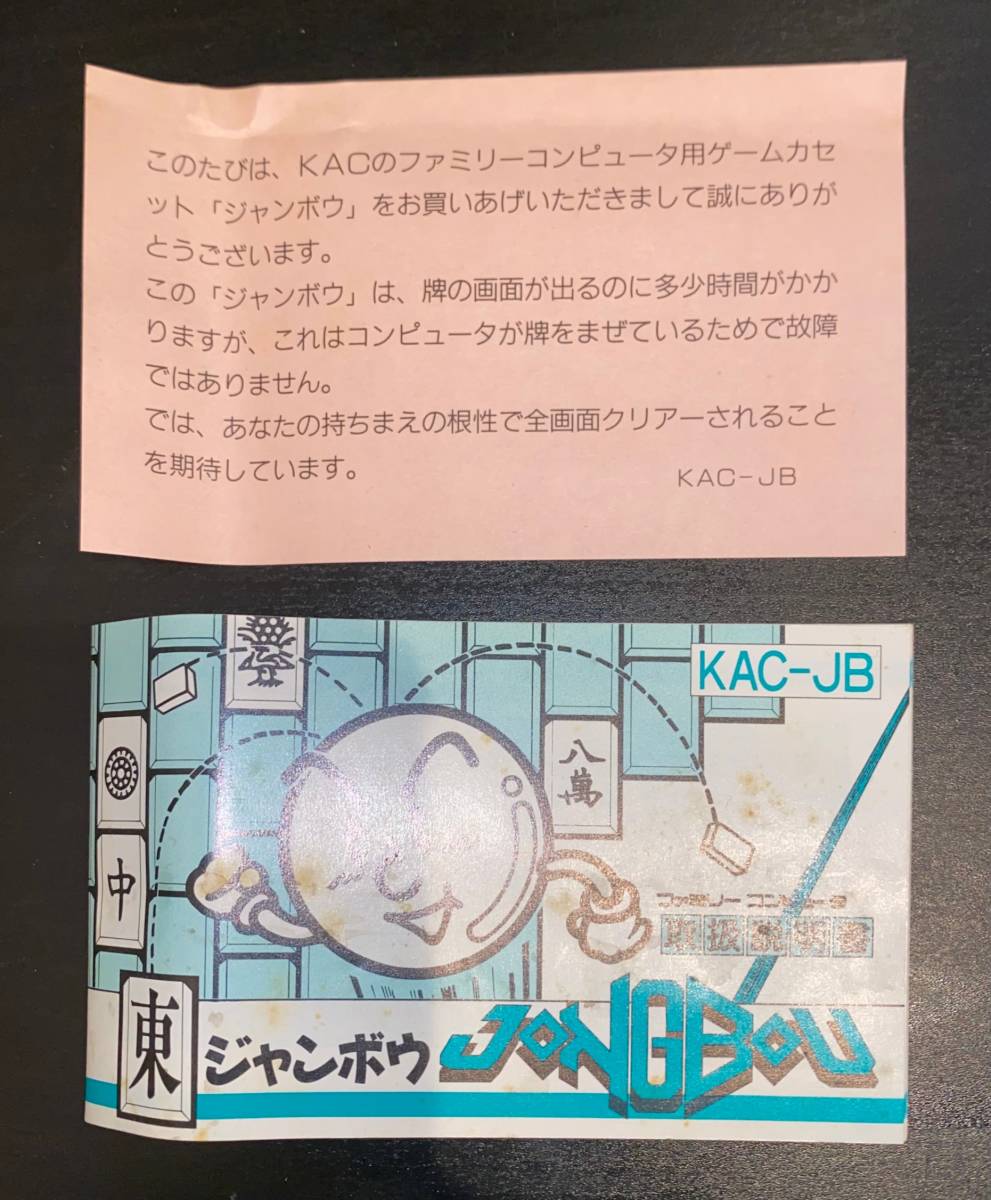 このたびは、KACのファミリーコンピュータ用ゲームカセ
ット「ジャンボウ」をお買いあげいただきまして誠にありが
とうございます。
この「ジャンボウ」は、牌の画面が出るのに多少時間がかか
りますが、これはコンピュータが牌をまぜているためで故障
ではありません。
では、あなたの持ちまえの根性で全画面クリアーされること
を期待しています。
KAC-JB
KAC-JB
八萬
中
ファミリーコンピュータ
取扱説明書
東
ジャンボウ
JONGBOU